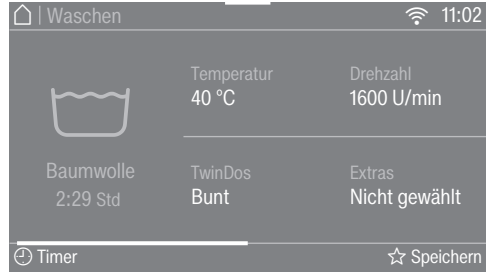 | Waschen
11:02
Temperatur
40 °C
Drehzahl
1600 U/min
Baumwolle
2:29 Std
TwinDos
Bunt
Extras
Nicht gewählt
Timer
Speichern